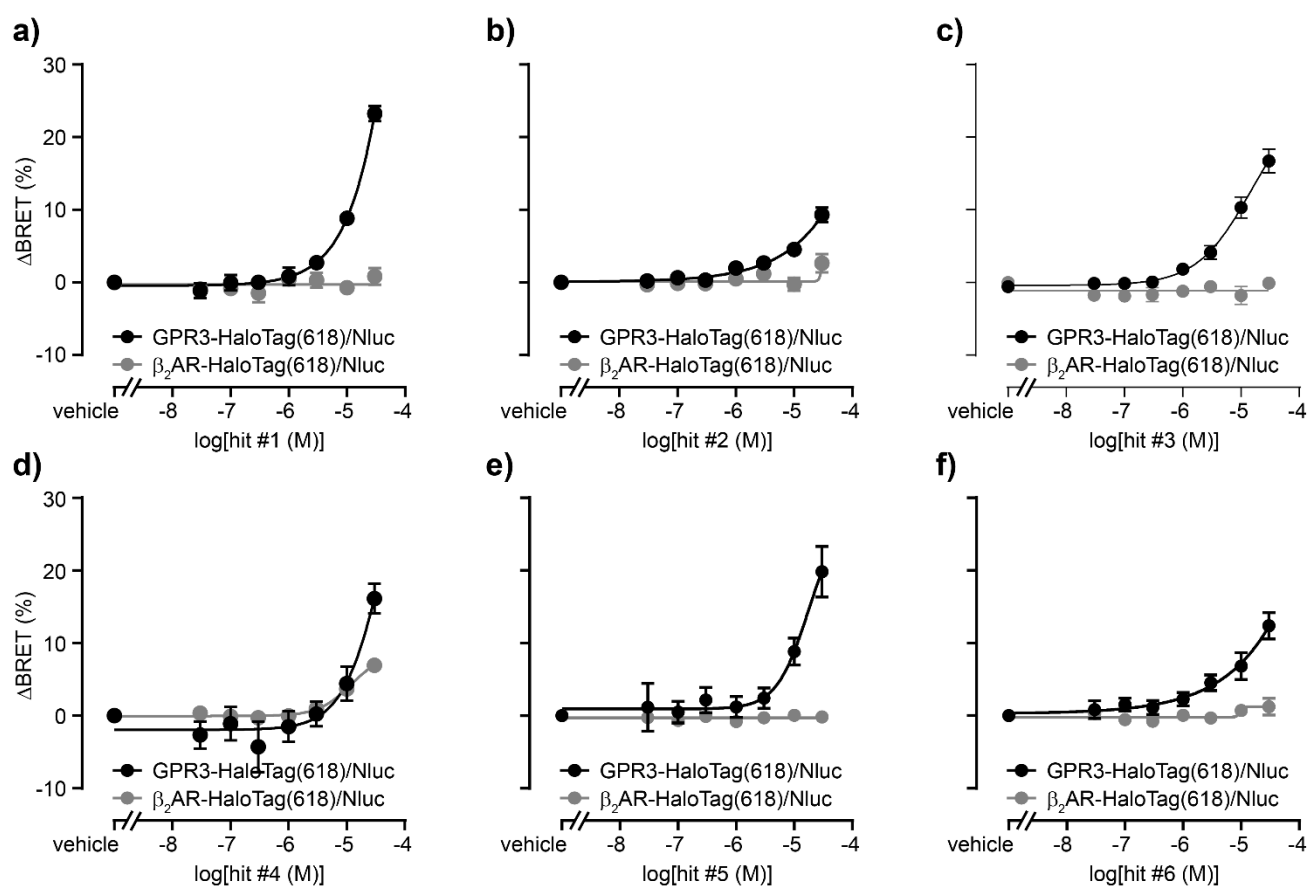 a)
30
20
10
0
-10
ΔBRET (%)
GPR3-HaloTag(618)/Nluc
β2AR-HaloTag(618)/Nluc
vehicle -8 -7 -6 -5 -4
log[hit #1 (M)]
b)
GPR3-HaloTag(618)/Nluc
β2AR-HaloTag(618)/Nluc
vehicle -8 -7 -6 -5 -4
log[hit #2 (M)]
c)
GPR3-HaloTag(618)/Nluc
β2AR-HaloTag(618)/Nluc
vehicle -8 -7 -6 -5 -4
log[hit #3 (M)]
d)
30
20
10
0
-10
ΔBRET (%)
GPR3-HaloTag(618)/Nluc
β2AR-HaloTag(618)/Nluc
vehicle -8 -7 -6 -5 -4
log[hit #4 (M)]
e)
GPR3-HaloTag(618)/Nluc
β2AR-HaloTag(618)/Nluc
vehicle -8 -7 -6 -5 -4
log[hit #5 (M)]
f)
GPR3-HaloTag(618)/Nluc
β2AR-HaloTag(618)/Nluc
vehicle -8 -7 -6 -5 -4
log[hit #6 (M)]